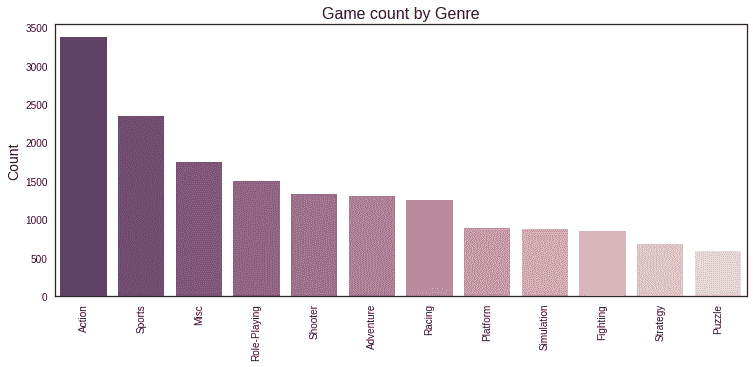 Game count by Genre
Count
3500
3000
2500
2000
1500
1000
500
0
Action
Sports
Misc
Role-Playing
Shooter
Adventure
Racing
Platform
Simulation
Fighting
Strategy
Puzzle